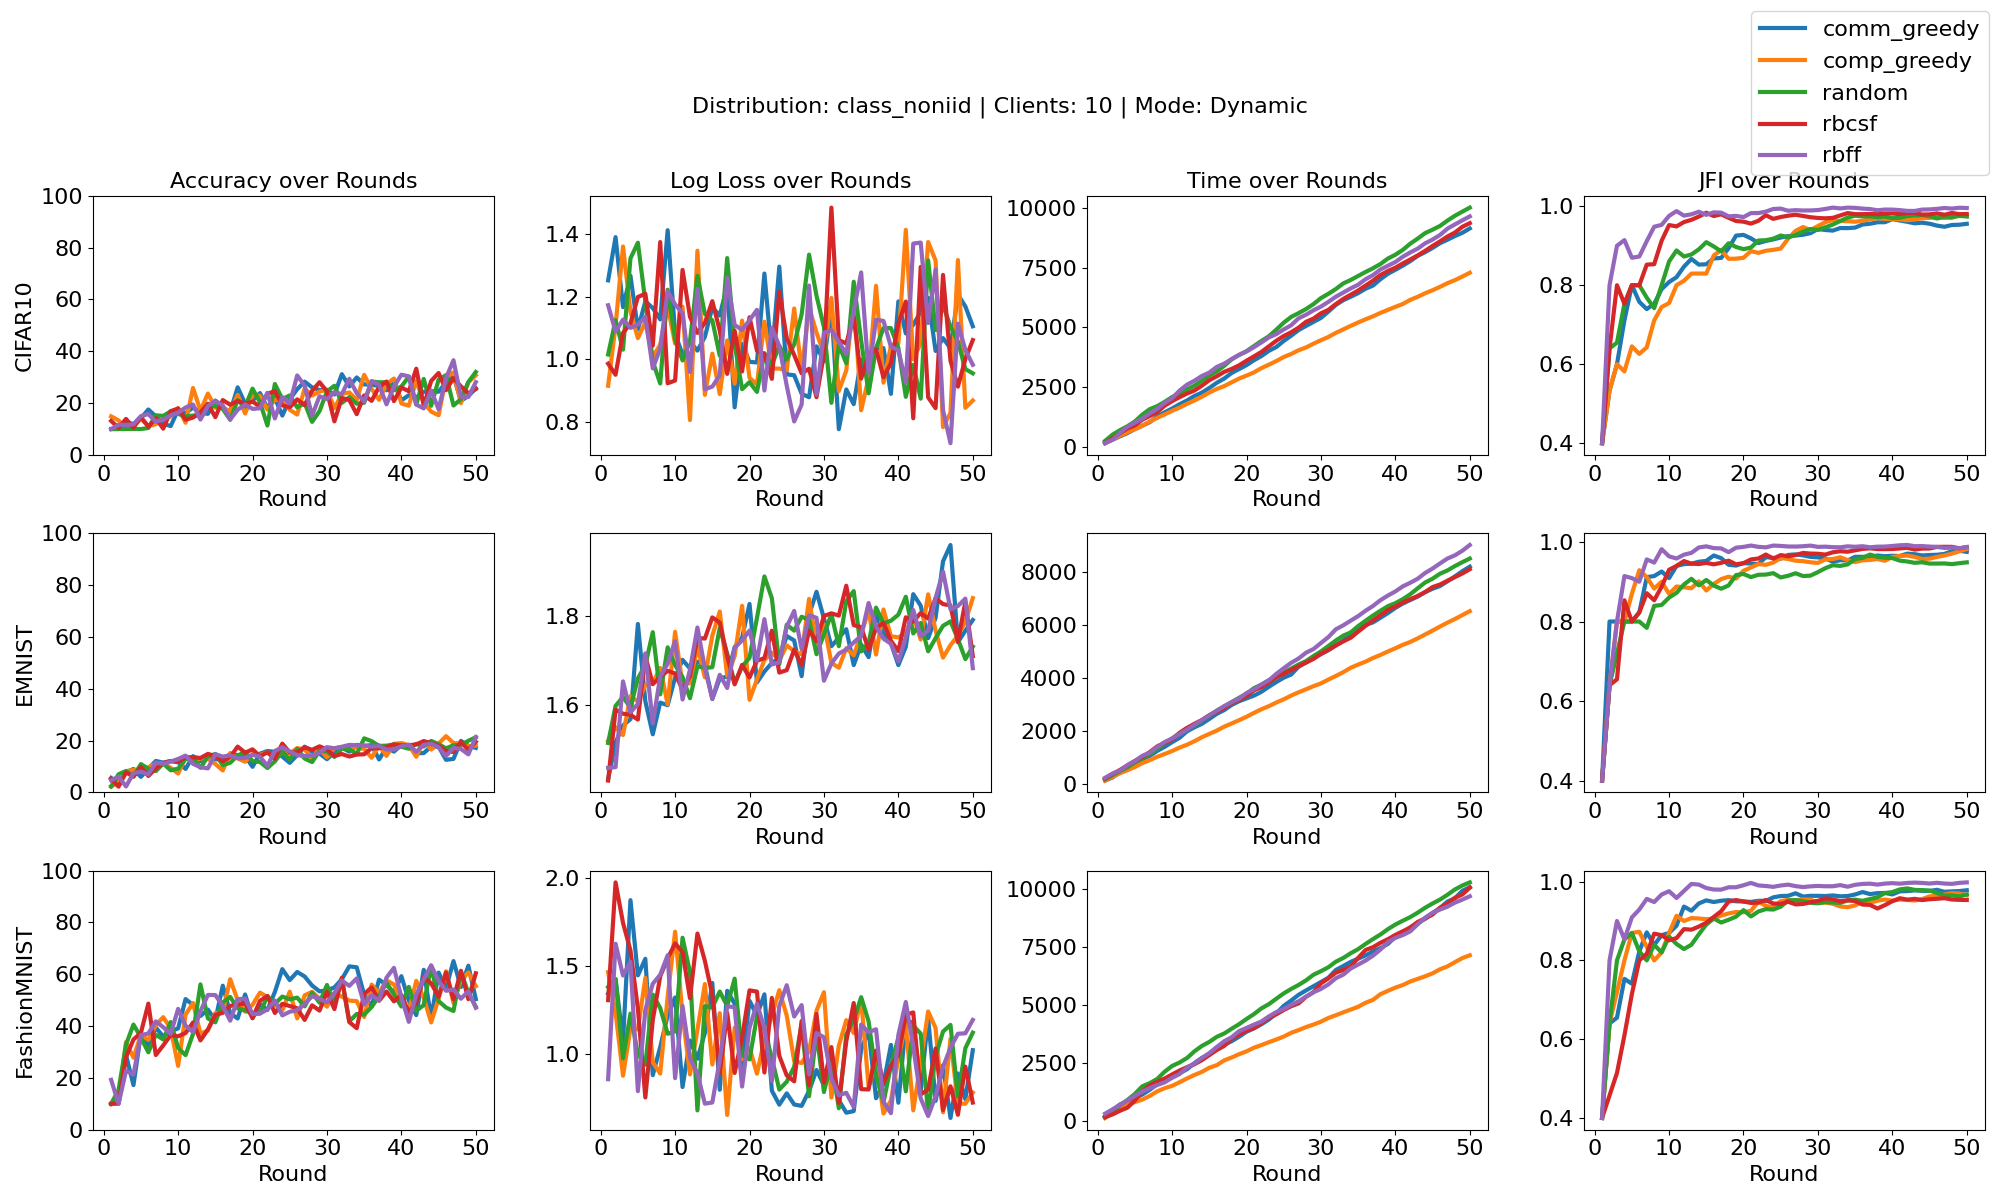 comm_greedy
comp_greedy
random
rbcsf
rbff
Distribution: class_noniid | Clients: 10 | Mode: Dynamic
Accuracy over Rounds
Log Loss over Rounds
Time over Rounds
JFI over Rounds
CIFAR10
100
80
60
40
20
0
0 10 20 30 40 50
Round
1.4
1.2
1.0
0.8
0 10 20 30 40 50
Round
10000
7500
5000
2500
0
0 10 20 30 40 50
Round
1.0
0.8
0.6
0.4
0 10 20 30 40 50
Round
EMNIST
100
80
60
40
20
0
0 10 20 30 40 50
Round
1.8
1.6
0 10 20 30 40 50
Round
8000
6000
4000
2000
0
0 10 20 30 40 50
Round
1.0
0.8
0.6
0.4
0 10 20 30 40 50
Round
FashionMNIST
100
80
60
40
20
0
0 10 20 30 40 50
Round
2.0
1.5
1.0
0 10 20 30 40 50
Round
10000
7500
5000
2500
0
0 10 20 30 40 50
Round
1.0
0.8
0.6
0.4
0 10 20 30 40 50
Round